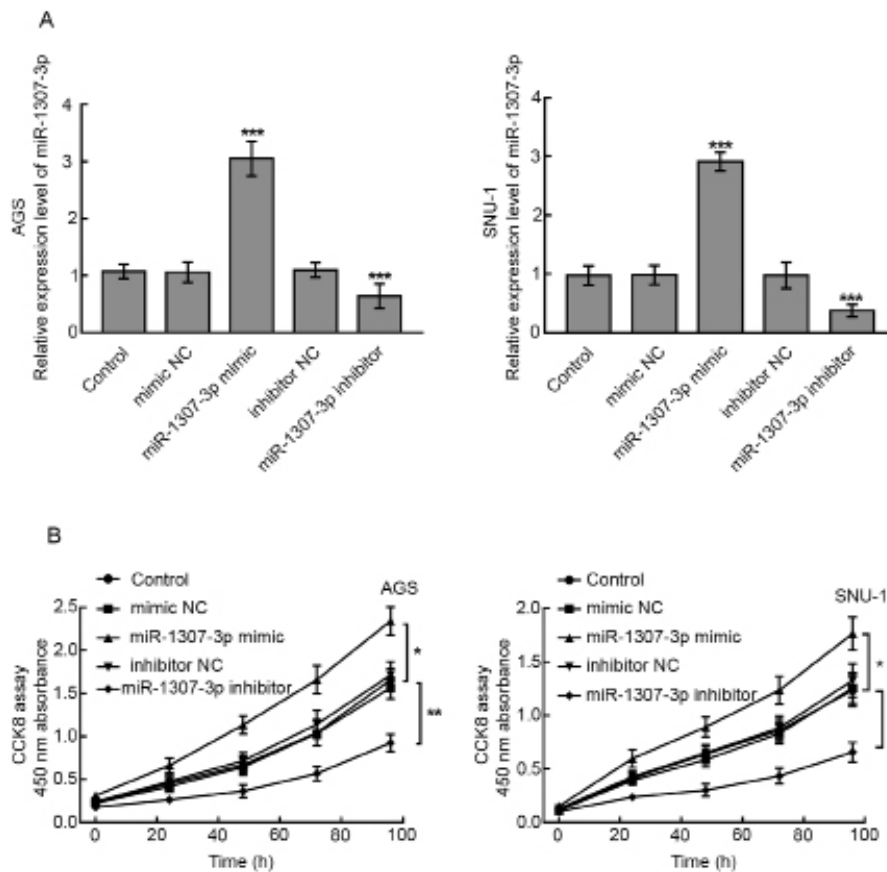 A
AGS
Relative expression level of miR-1307-3p
4
3
2
1
0
***
***
Control
mimic NC
miR-1307-3p mimic
inhibitor NC
miR-1307-3p inhibitor
SNU-1
Relative expression level of miR-1307-3p
4
3
2
1
0
***
***
Control
mimic NC
miR-1307-3p mimic
inhibitor NC
miR-1307-3p inhibitor
B
Control
mimic NC
miR-1307-3p mimic
inhibitor NC
miR-1307-3p inhibitor
AGS
CCK8 assay
450 nm absorbance
2.5
2.0
1.5
1.0
0.5
0.0
*
**
0 20 40 60 80 100
Time (h)
Control
mimic NC
miR-1307-3p mimic
inhibitor NC
miR-1307-3p inhibitor
SNU-1
CCK8 assay
450 nm absorbance
2.0
1.5
1.0
0.5
0.0
*
0 20 40 60 80 100
Time (h)